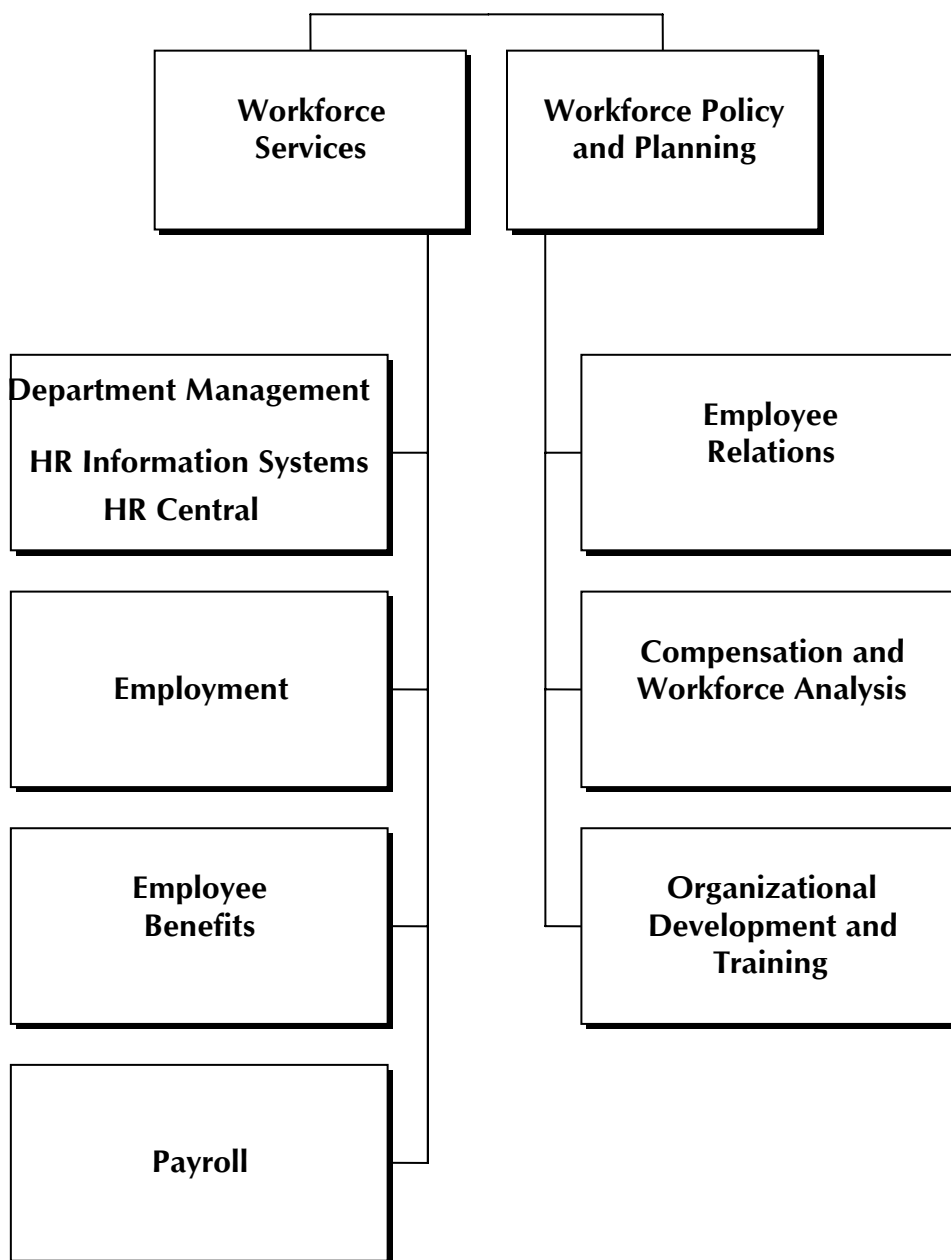 Workforce
Services
Workforce Policy
and Planning
Department Management
HR Information Systems
HR Central
Employment
Employee
Benefits
Payroll
Employee
Relations
Compensation and
Workforce Analysis
Organizational
Development and
Training